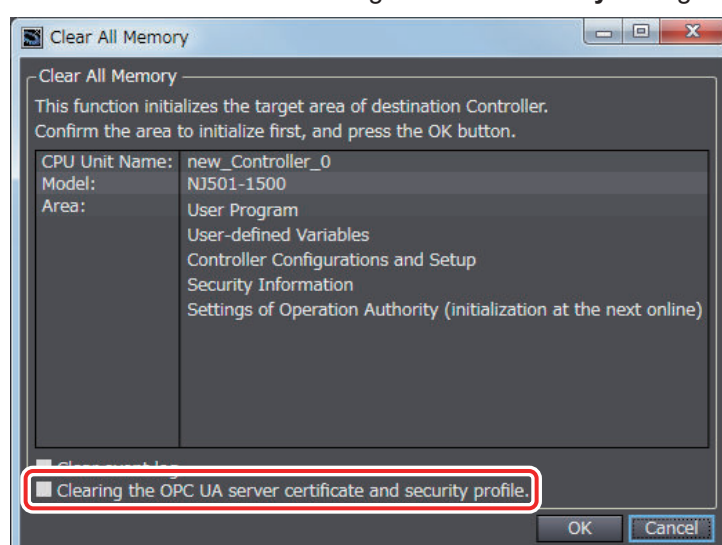 Clear All Memory
Clear All Memory
This function initializes the target area of destination Controller.
Confirm the area to initialize first, and press the OK button.
CPU Unit Name: new_Controller_0
Model: NJ501-1500
Area: User Program
User-defined Variables
Controller Configurations and Setup
Security Information
Settings of Operation Authority (initialization at the next online)
Clear event log
Clearing the OPC UA server certificate and security profile.
OK Cancel